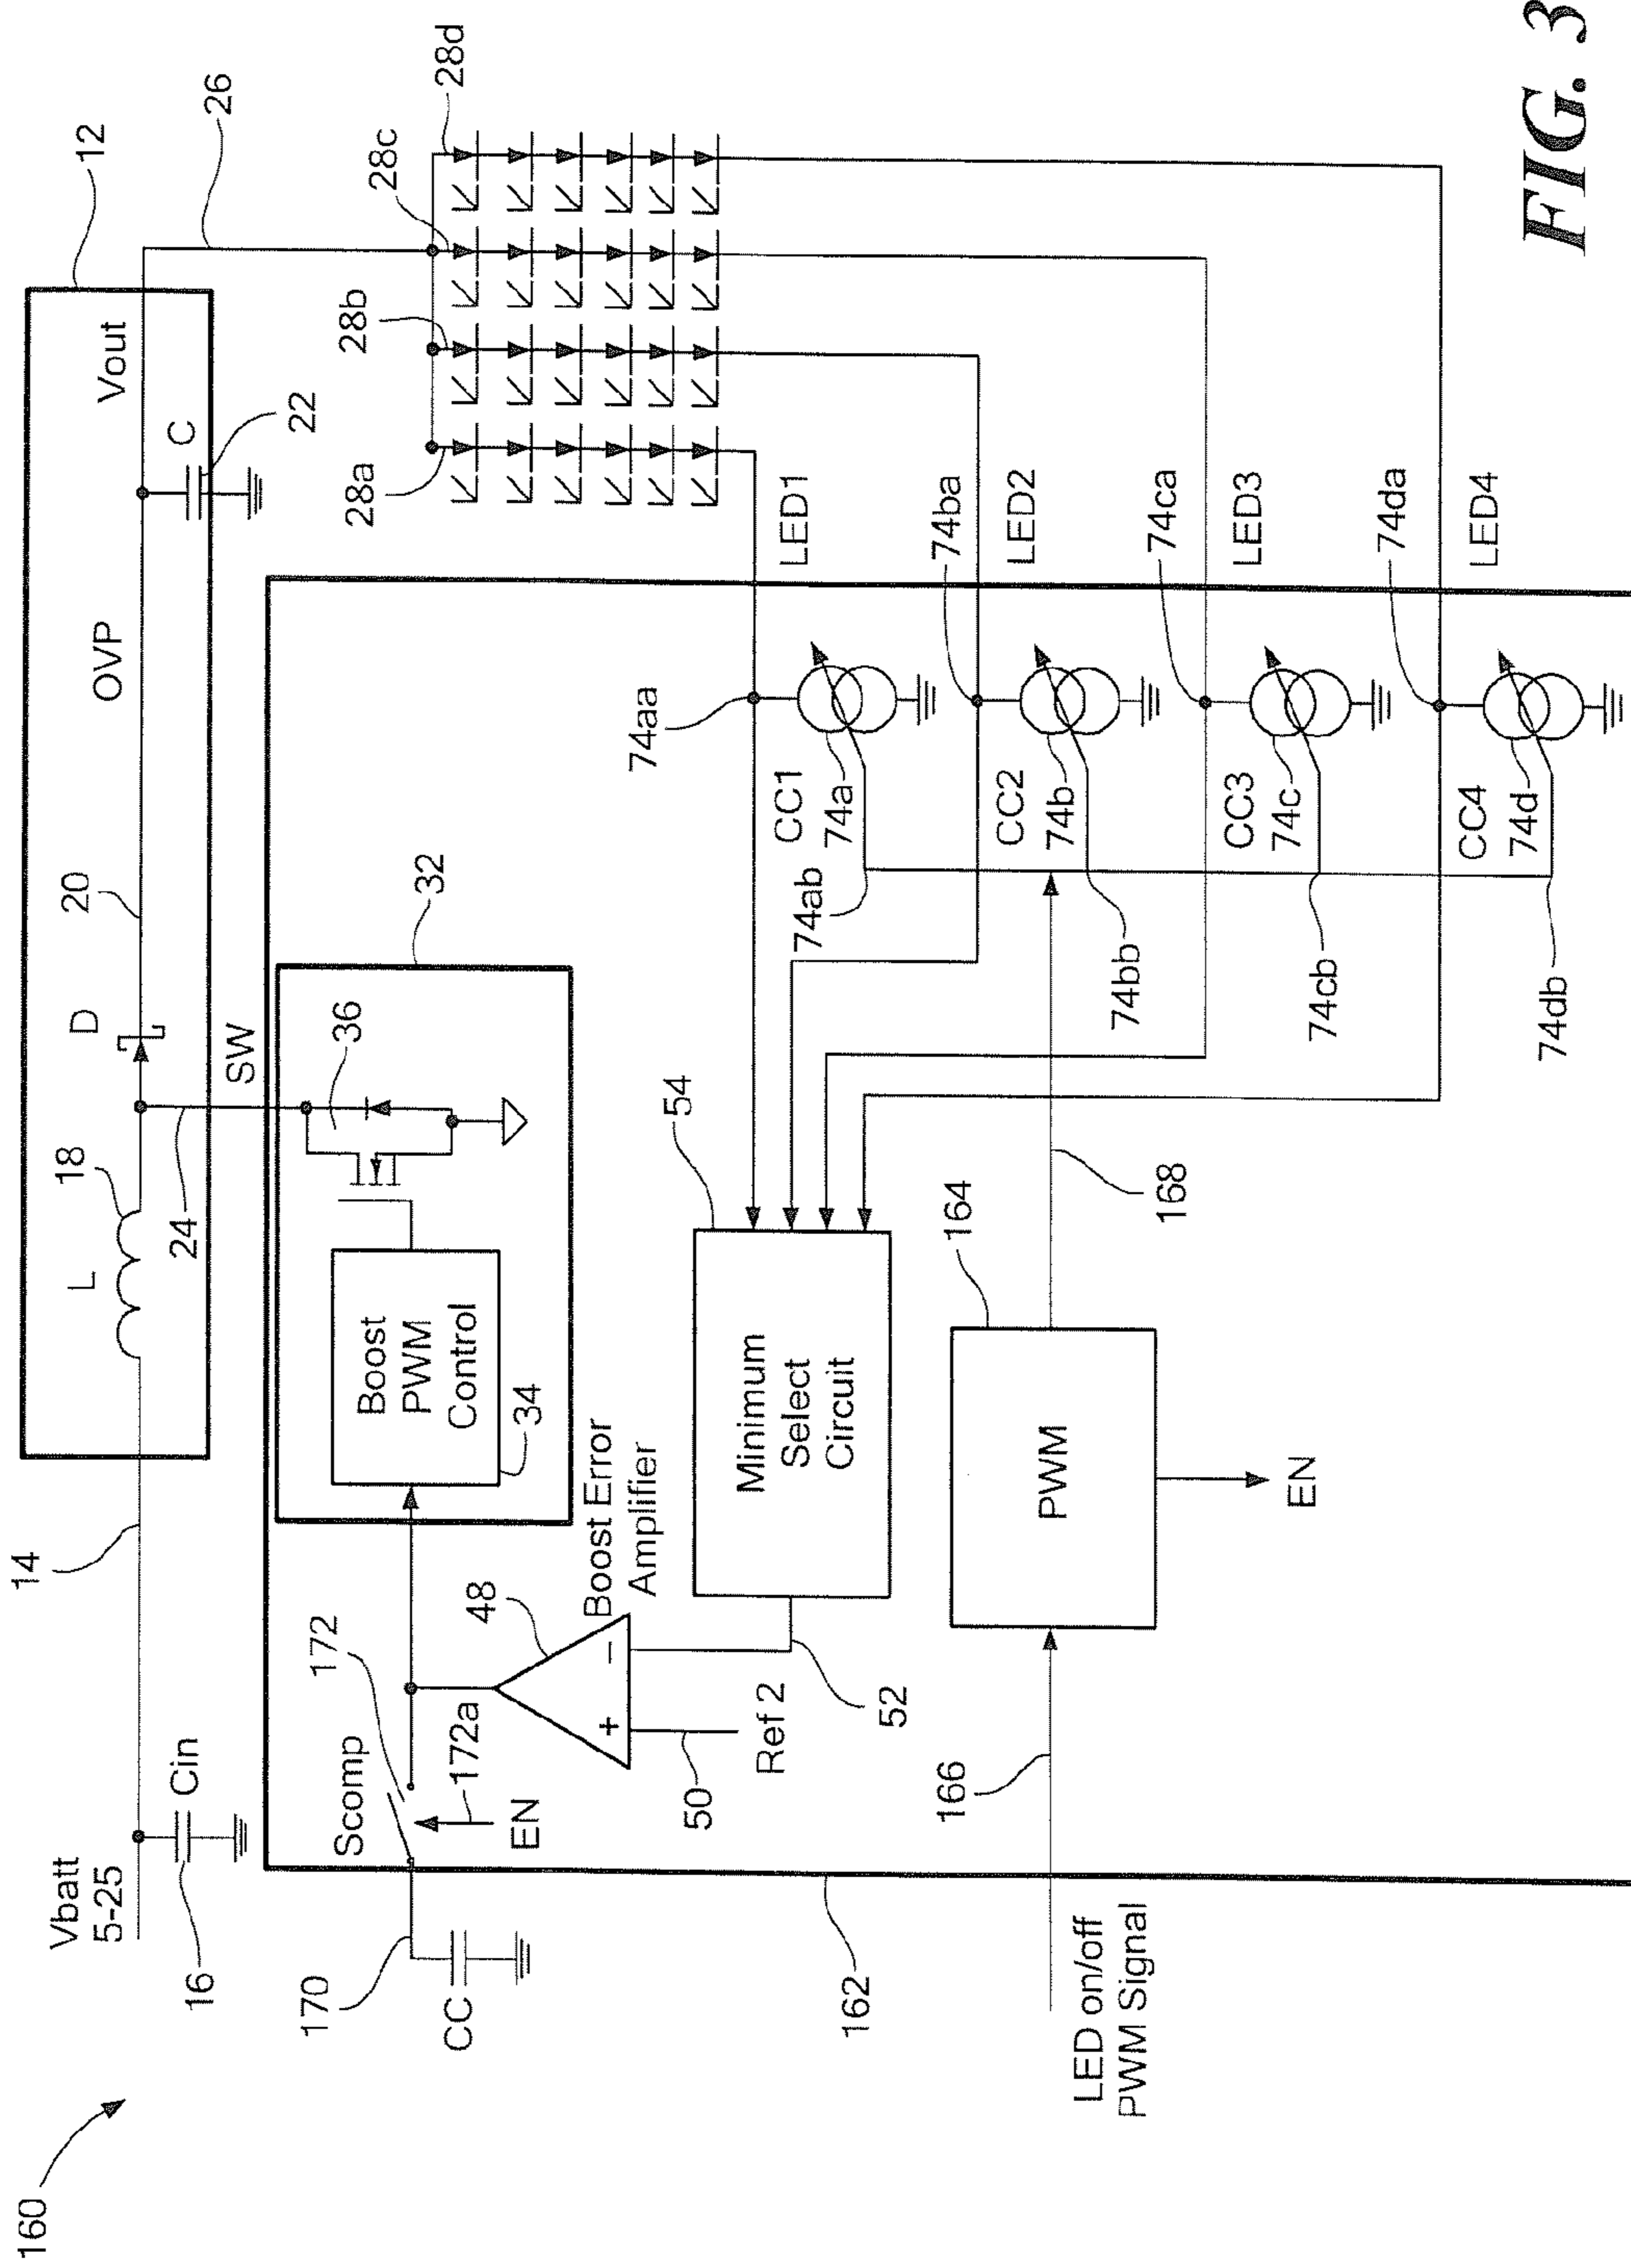 160
Vbatt
5-25
14
16
Cin
12
L
18
24
D
20
OVP
Vout
C
22
26
SW
170
CC
Scomp
172
172a
EN
48
Boost Error
Amplifier
+
−
50
Ref 2
52
Boost
PWM
Control
34
36
32
28a
28b
28c
28d
54
Minimum
Select
Circuit
74aa
LED1
CC1
74a
74ab
74ba
LED2
CC2
74b
74bb
74ca
LED3
CC3
74c
74cb
74da
LED4
CC4
74d
74db
162
LED on/off
PWM Signal
166
164
PWM
EN
168
FIG. 3